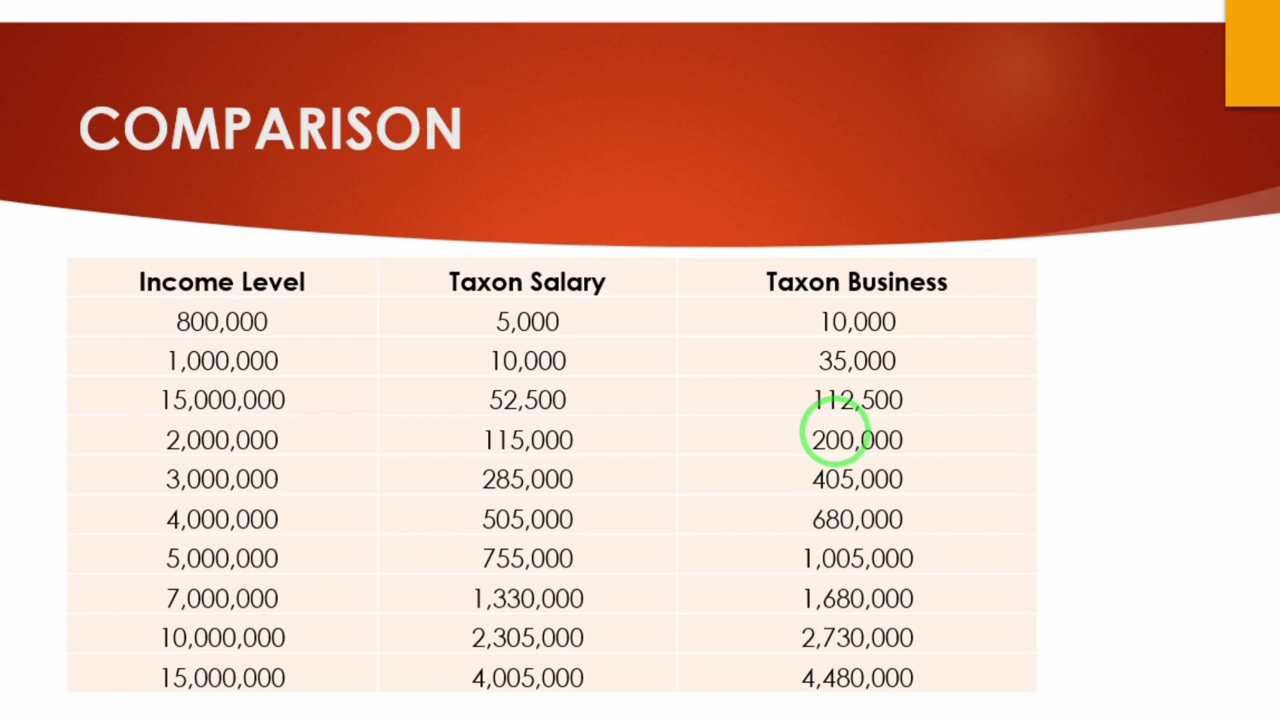 COMPARISON
Income Level Taxon Salary Taxon Business
800,000 5,000 10,000
1,000,000 10,000 35,000
15,000,000 52,500 112,500
2,000,000 115,000 200,000
3,000,000 285,000 405,000
4,000,000 505,000 680,000
5,000,000 755,000 1,005,000
7,000,000 1,330,000 1,680,000
10,000,000 2,305,000 2,730,000
15,000,000 4,005,000 4,480,000